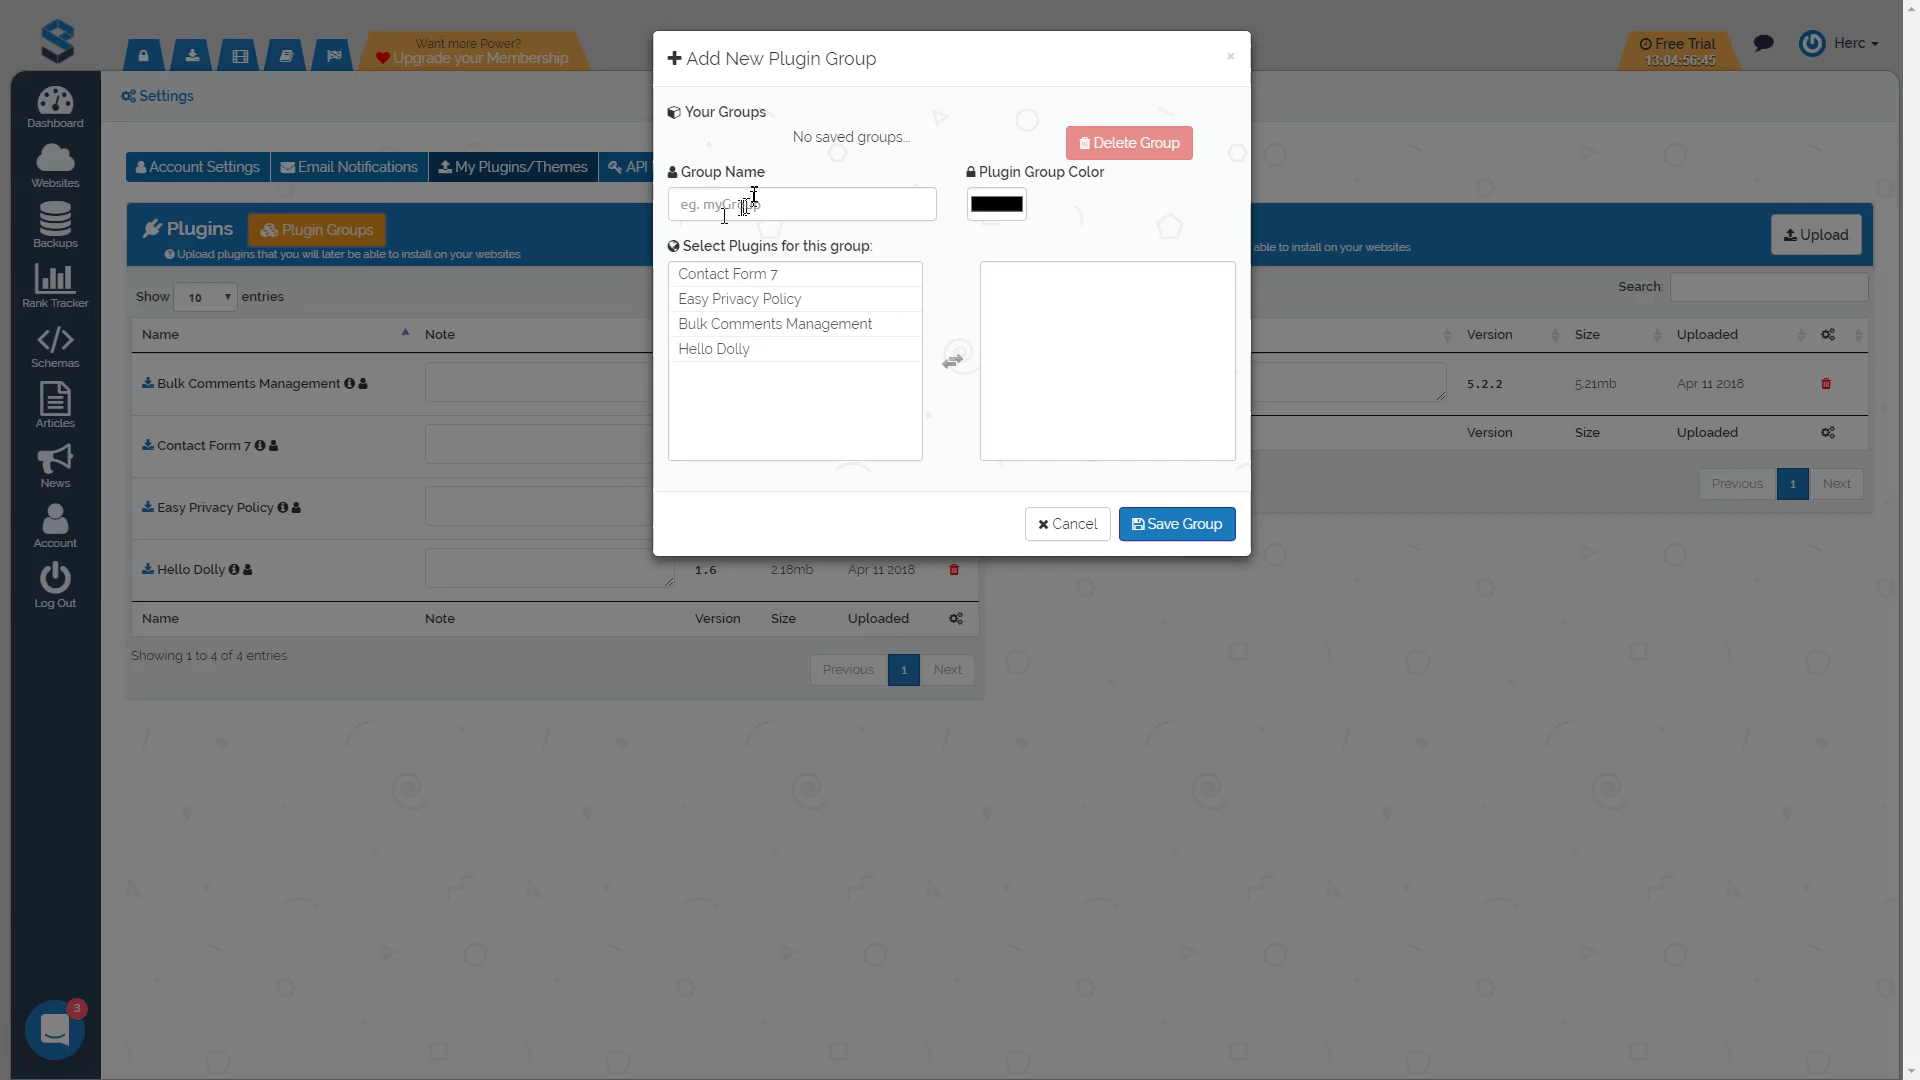 Want more Power?
Upgrade your Membership
Free Trial
13:04:56:45
Herc
Dashboard
Websites
Backups
Rank Tracker
Schemas
Articles
News
Account
Log Out
3
Settings
Account Settings
Email Notifications
My Plugins/Themes
API
Plugins
Plugin Groups
Upload plugins that you will later be able to install on your websites
Show 10 entries
Name Note
Bulk Comments Management
Contact Form 7
Easy Privacy Policy
Hello Dolly 1.6 2.18mb Apr 11 2018
Name Note Version Size Uploaded
Showing 1 to 4 of 4 entries
Previous 1 Next
Add New Plugin Group ×
Your Groups
No saved groups...
Delete Group
Group Name Plugin Group Color
eg. myGroup
Select Plugins for this group:
Contact Form 7
Easy Privacy Policy
Bulk Comments Management
Hello Dolly
Cancel Save Group
able to install on your websites
Upload
Search:
Version Size Uploaded
5.2.2 5.21mb Apr 11 2018
Version Size Uploaded
Previous 1 Next